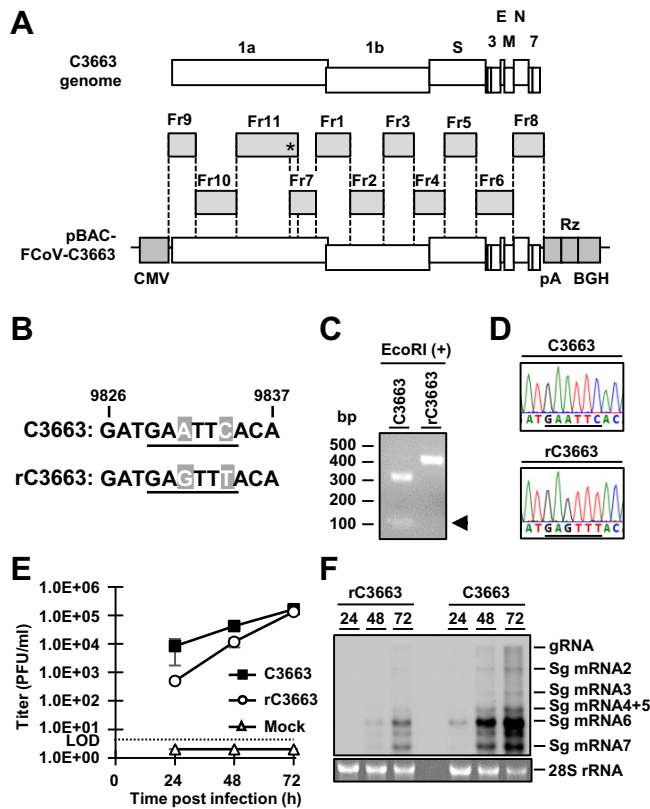 A
C3663 genome
1a
1b
S
E N
3 M 7
Fr9
Fr11
*
Fr1
Fr3
Fr5
Fr8
Fr10
Fr7
Fr2
Fr4
Fr6
pBAC-
FCoV-C3663
Rz
CMV
pA
BGH
B
9826
9837
C3663: GATGAATTCACA
rC3663: GATGAGTTTACA
C
EcoRI (+)
C3663
rC3663
bp
500
400
300
200
100
D
C3663
ATGAATTCAC
rC3663
ATGAGTTTAC
E
Titer (PFU/ml)
1.0E+06
1.0E+05
1.0E+04
1.0E+03
1.0E+02
1.0E+01
LOD
1.0E+00
C3663
rC3663
Mock
0
24
48
72
Time post infection (h)
F
rC3663
C3663
24 48 72
24 48 72
gRNA
Sg mRNA2
Sg mRNA3
Sg mRNA4+5
Sg mRNA6
Sg mRNA7
28S rRNA